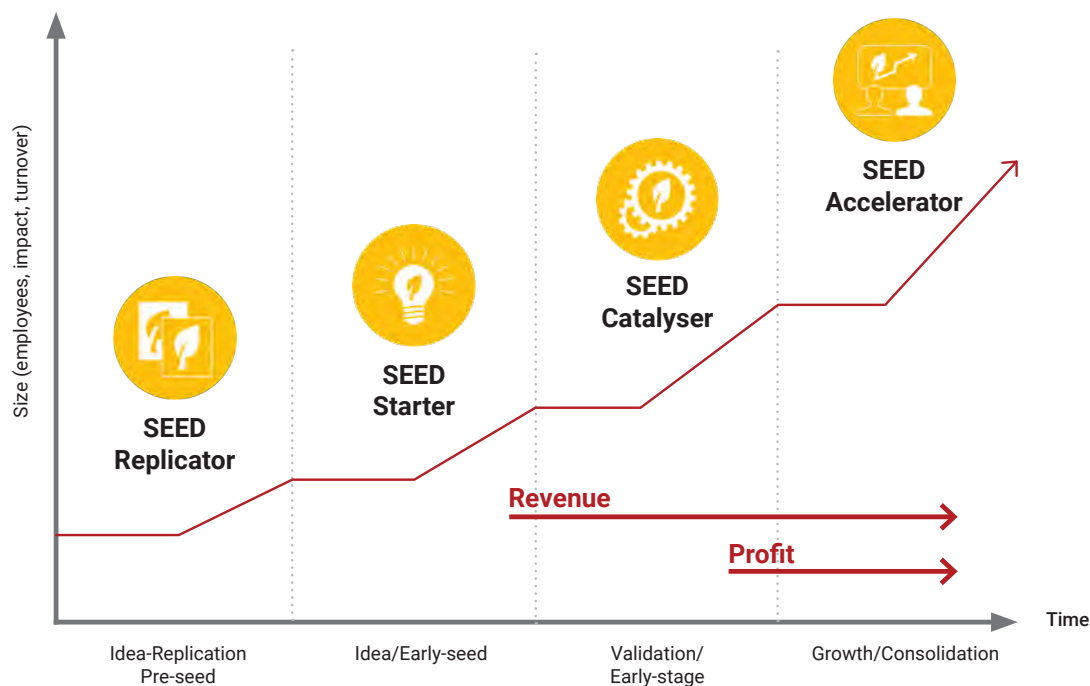 Size (employees, impact, turnover)
SEED
Replicator
SEED
Starter
SEED
Catalyser
SEED
Accelerator
Revenue
Profit
Time
Idea-Replication
Pre-seed
Idea/Early-seed
Validation/
Early-stage
Growth/Consolidation